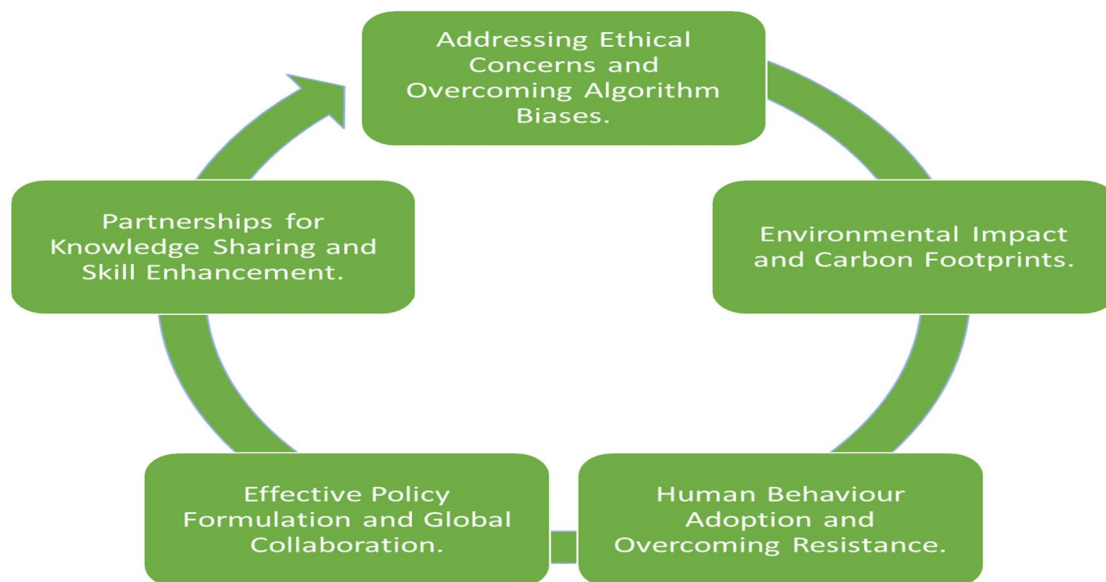 Addressing Ethical
Concerns and
Overcoming Algorithm
Biases.
Environmental Impact
and Carbon Footprints.
Human Behaviour
Adoption and
Overcoming Resistance.
Effective Policy
Formulation and Global
Collaboration.
Partnerships for
Knowledge Sharing and
Skill Enhancement.